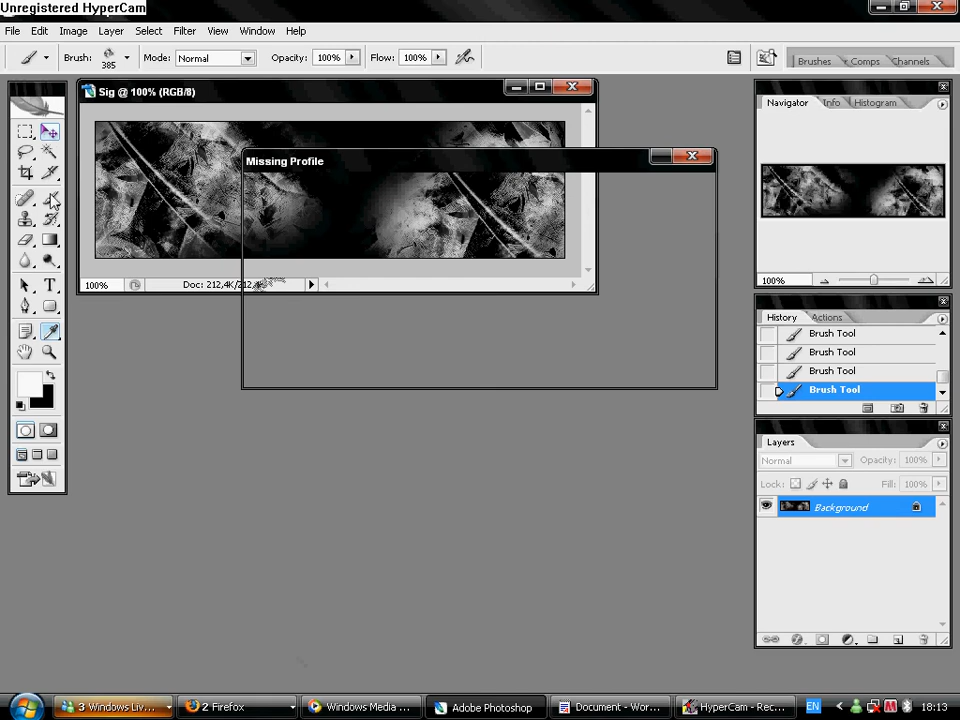 Unregistered HyperCam
File Edit Image Layer Select Filter View Window Help
Brush: 385 Mode: Normal Opacity: 100% Flow: 100% Brushes r Comps Channels
Sig @ 100% (RGB/8)
Missing Profile
100% Doc: 212,4K/212,4K
Navigator Info Histogram
100%
History Actions
Brush Tool
Brush Tool
Brush Tool
Brush Tool
Layers
Normal Opacity: 100%
Lock: Fill: 100%
Background
3 Windows Liv... 2 Firefox Windows Media ... Adobe Photoshop Document - Wor... HyperCam - Rec... EN 18:13